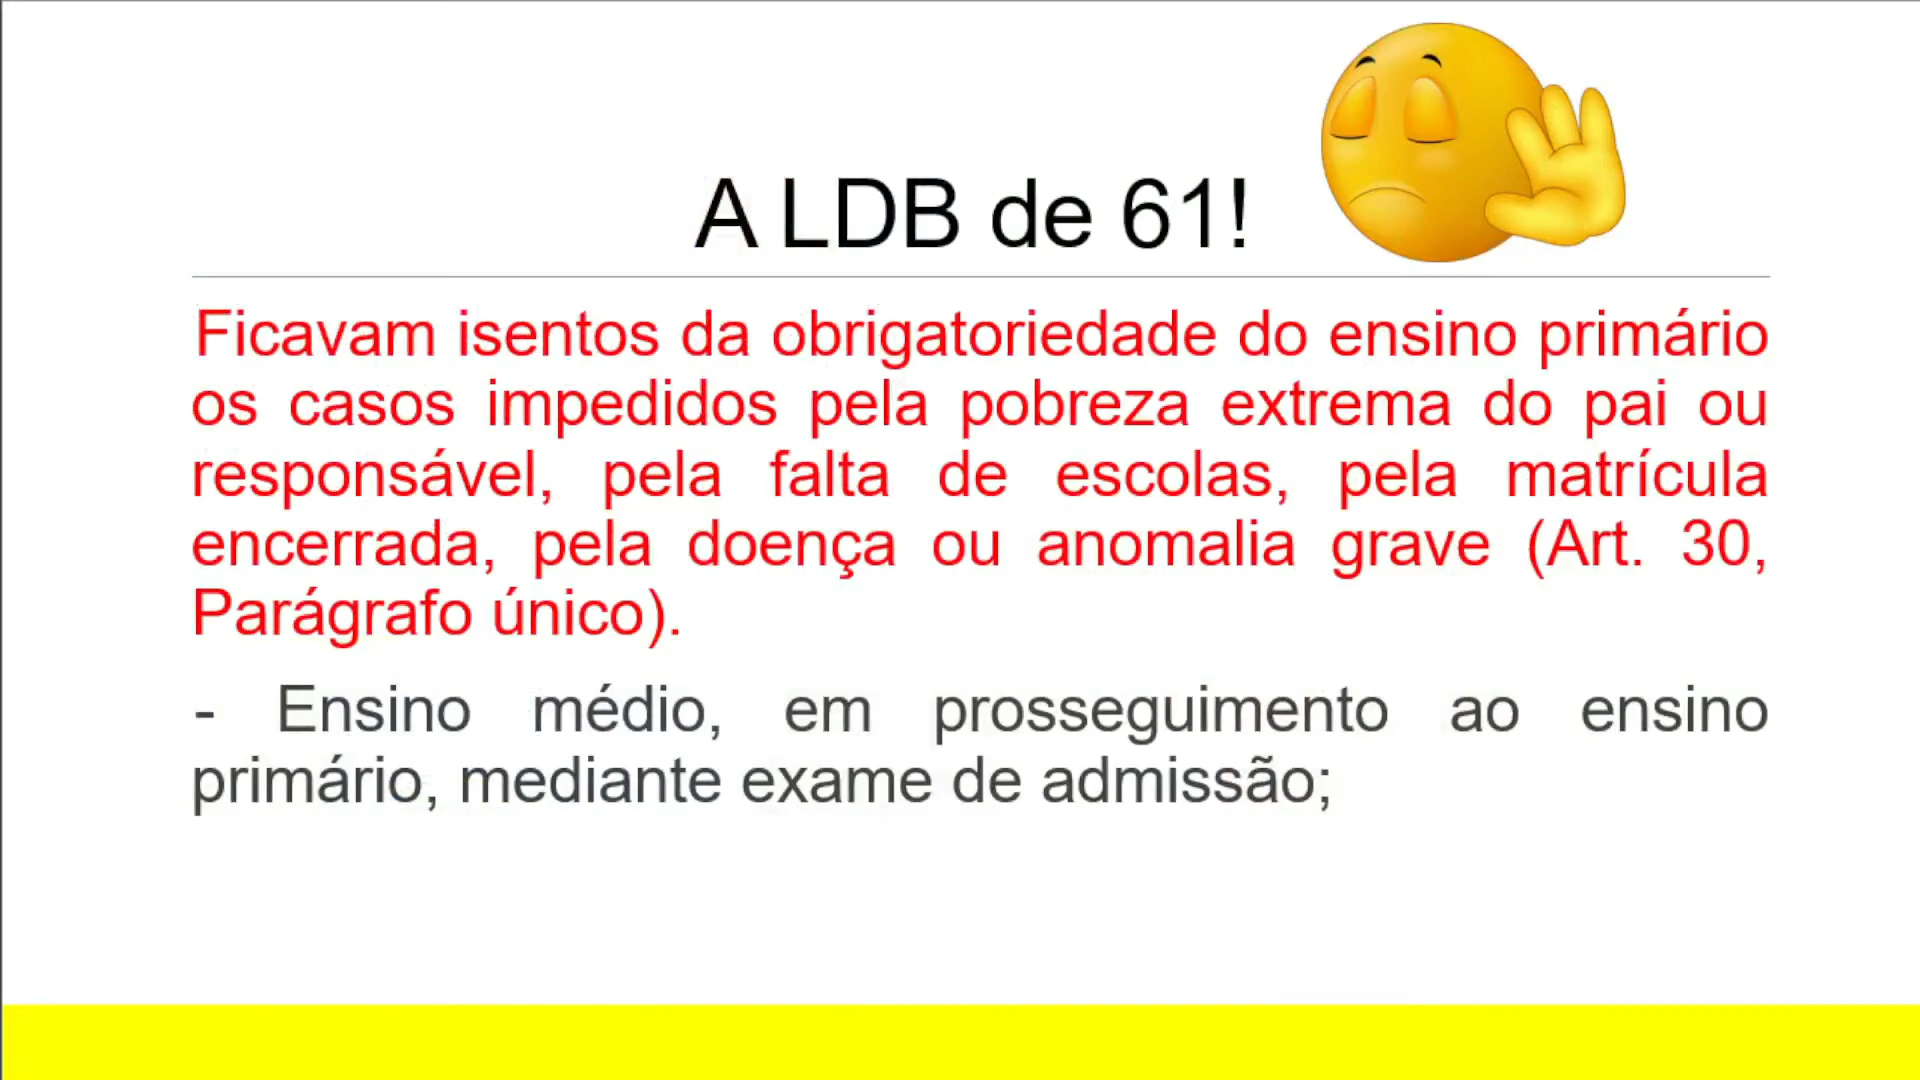 A LDB de 61!
Ficavam isentos da obrigatoriedade do ensino primário
os casos impedidos pela pobreza extrema do pai ou
responsável, pela falta de escolas, pela matrícula
encerrada, pela doença ou anomalia grave (Art. 30,
Parágrafo único).
- Ensino médio, em prosseguimento ao ensino
primário, mediante exame de admissão;